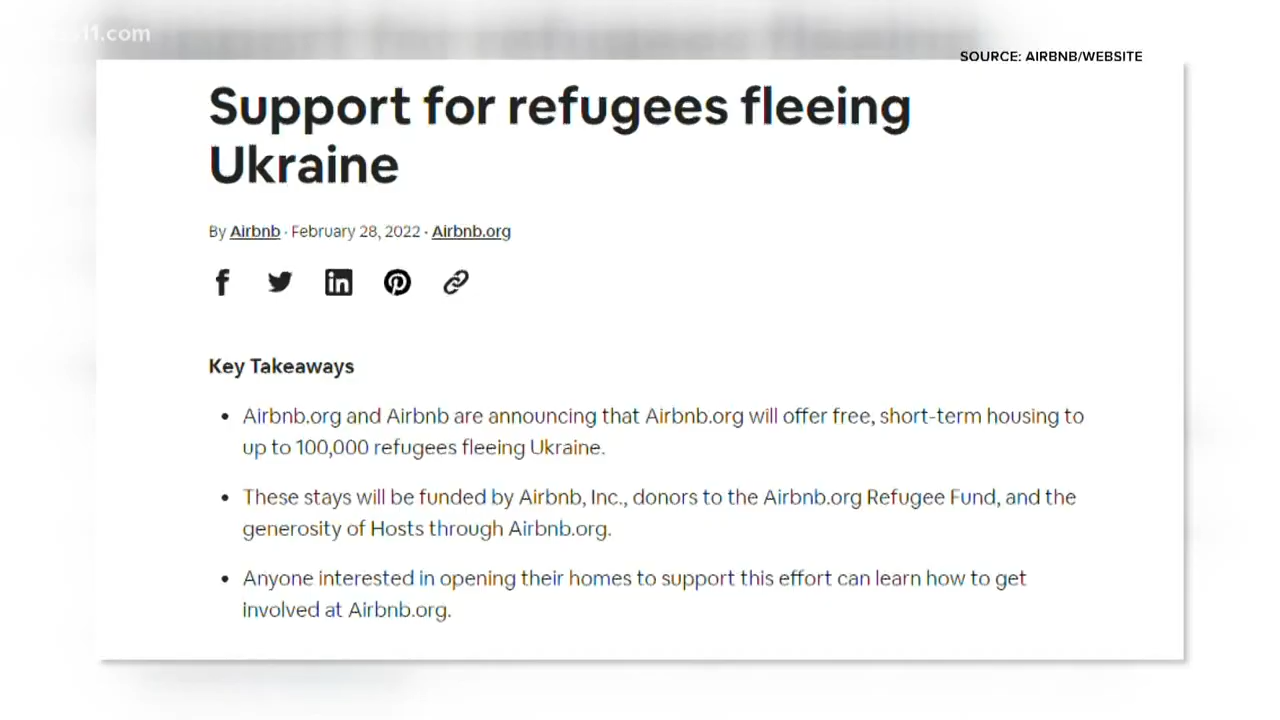 11.com
SOURCE: AIRBNB/WEBSITE
Support for refugees fleeing
Ukraine
By Airbnb · February 28, 2022 · Airbnb.org
Key Takeaways
• Airbnb.org and Airbnb are announcing that Airbnb.org will offer free, short-term housing to
up to 100,000 refugees fleeing Ukraine.
• These stays will be funded by Airbnb, Inc., donors to the Airbnb.org Refugee Fund, and the
generosity of Hosts through Airbnb.org.
• Anyone interested in opening their homes to support this effort can learn how to get
involved at Airbnb.org.